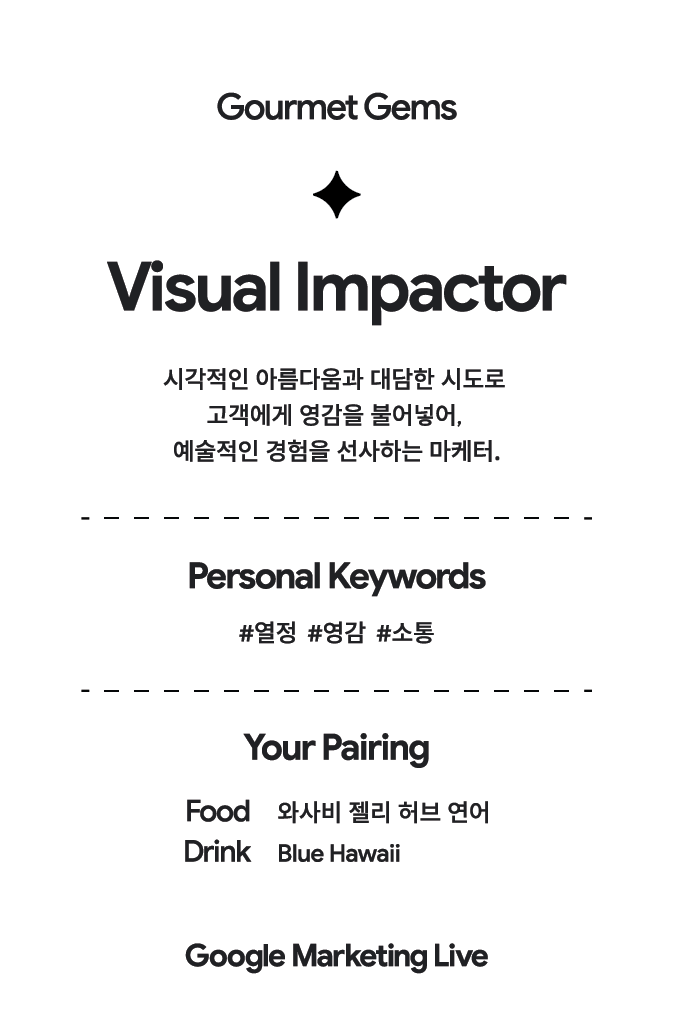 Gourmet Gems
Visual Impactor
시각적인 아름다움과 대담한 시도로
고객에게 영감을 불어넣어,
예술적인 경험을 선사하는 마케터.
Personal Keywords
#열정 #영감 #소통
Your Pairing
Food 와사비 젤리 허브 연어
Drink Blue Hawaii
Google Marketing Live